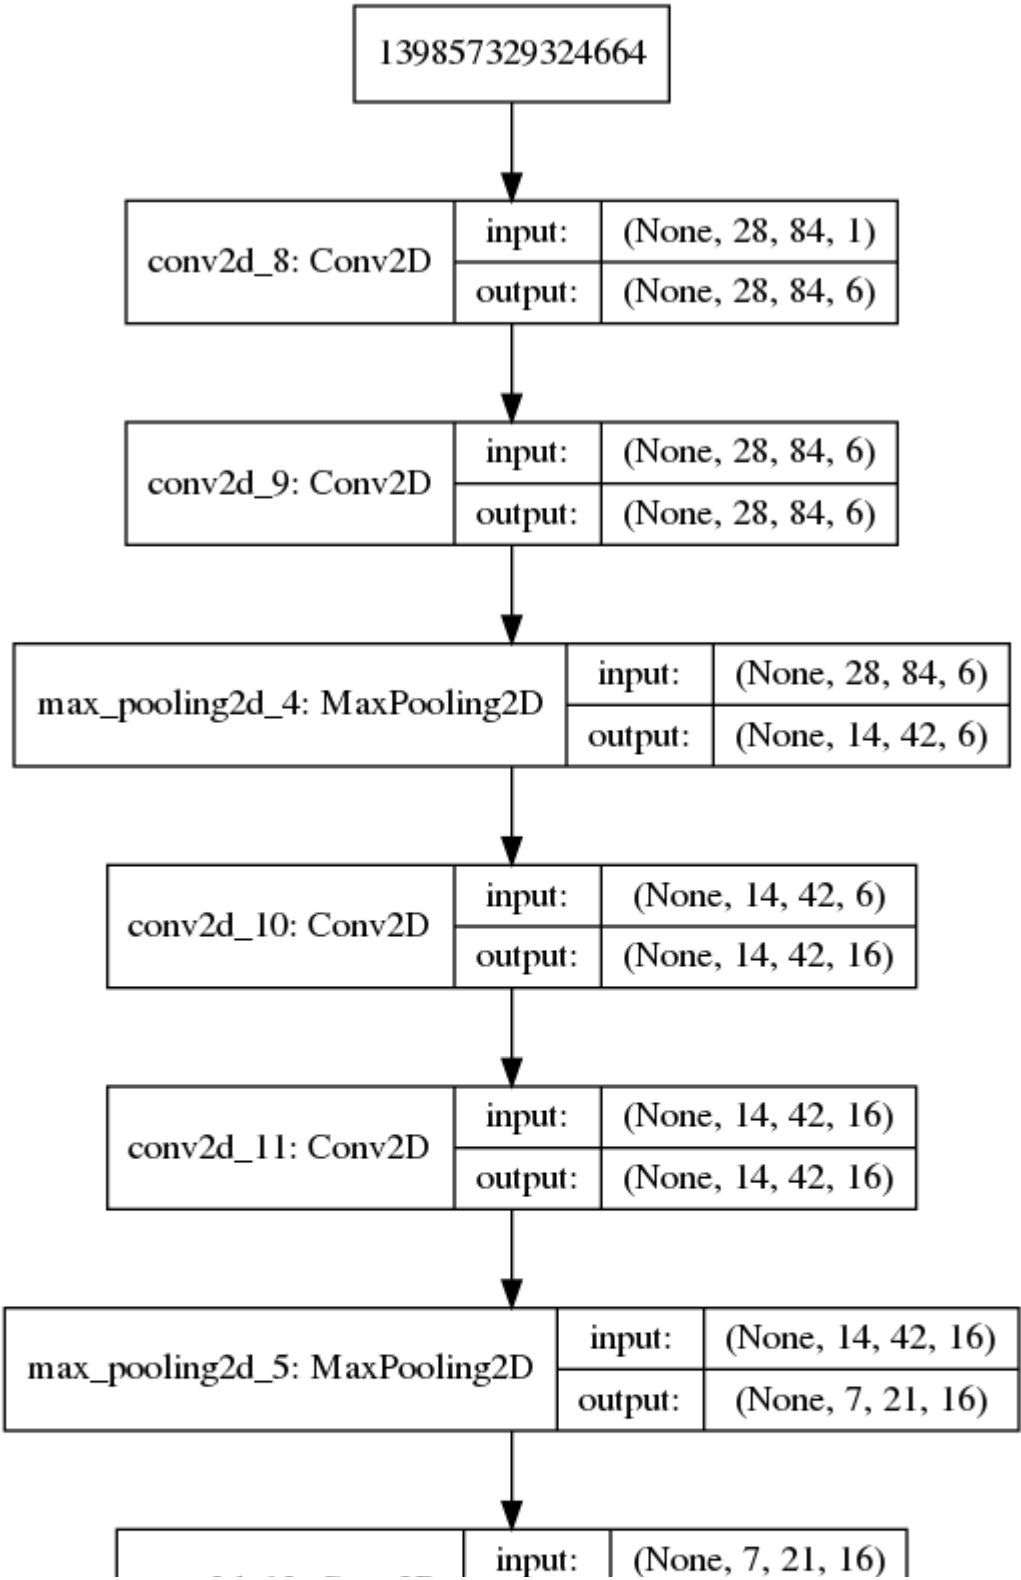 139857329324664
conv2d_8: Conv2D
input: (None, 28, 84, 1)
output: (None, 28, 84, 6)
conv2d_9: Conv2D
input: (None, 28, 84, 6)
output: (None, 28, 84, 6)
max_pooling2d_4: MaxPooling2D
input: (None, 28, 84, 6)
output: (None, 14, 42, 6)
conv2d_10: Conv2D
input: (None, 14, 42, 6)
output: (None, 14, 42, 16)
conv2d_11: Conv2D
input: (None, 14, 42, 16)
output: (None, 14, 42, 16)
max_pooling2d_5: MaxPooling2D
input: (None, 14, 42, 16)
output: (None, 7, 21, 16)
input: (None, 7, 21, 16)